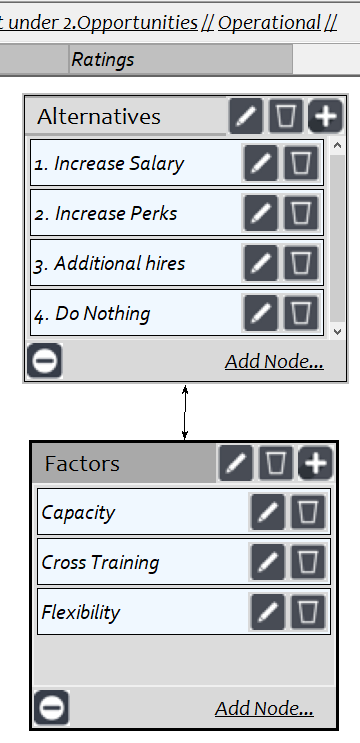 t under 2.Opportunities // Operational //
Ratings
Alternatives
1. Increase Salary
2. Increase Perks
3. Additional hires
4. Do Nothing
Add Node...
Factors
Capacity
Cross Training
Flexibility
Add Node...